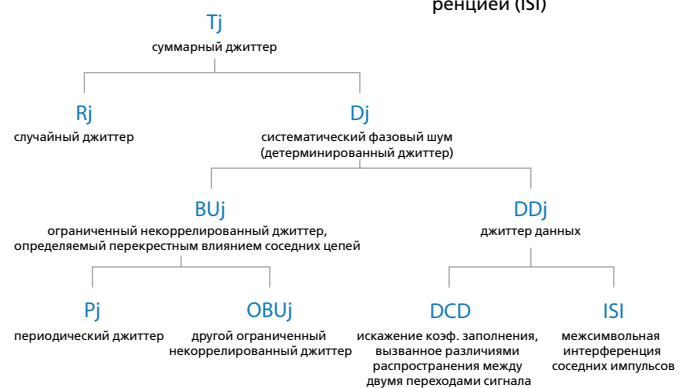 ренцией (ISI)
Tj
суммарный джиттер
Rj
случайный джиттер
Dj
систематический фазовый шум
(детерминированный джиттер)
BUj
ограниченный некоррелированный джиттер,
определяемый перекрестным влиянием соседних цепей
DDj
джиттер данных
Pj
периодический джиттер
OBUj
другой ограниченный
некоррелированный джиттер
DCD
искажение коэф. заполнения,
вызванное различиями
распространения между
двумя переходами сигнала
ISI
межсимвольная
интерференция
соседних импульсов